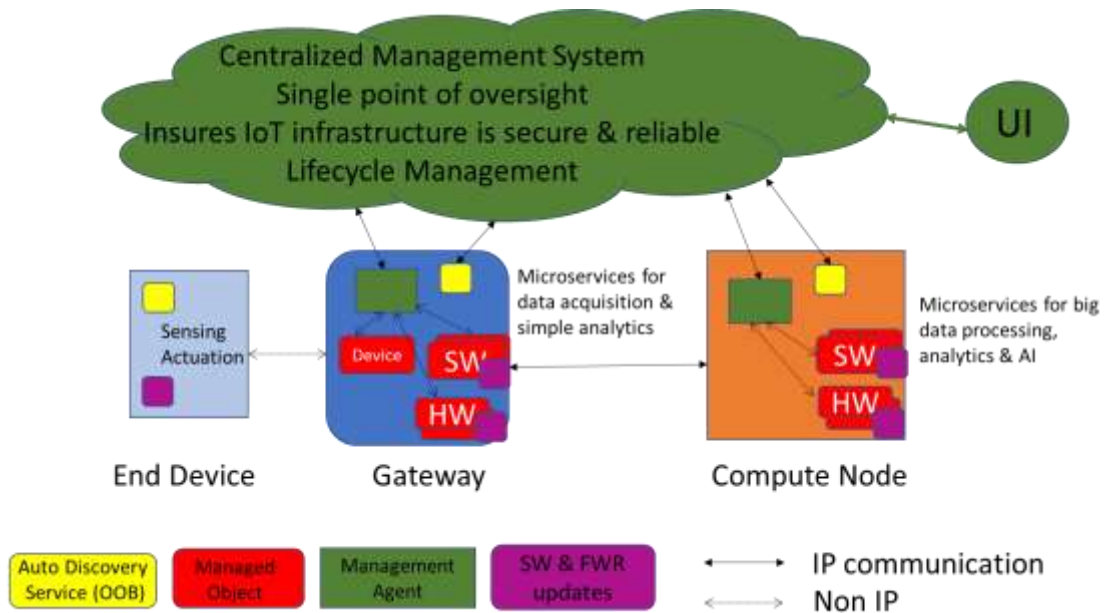 Centralized Management System
Single point of oversight
Insures IoT infrastructure is secure & reliable
Lifecycle Management
UI
Sensing
Actuation
Device
SW
HW
Microservices for
data acquisition &
simple analytics
SW
HW
Microservices for big
data processing,
analytics & AI
End Device
Gateway
Compute Node
Auto Discovery
Service (OOB)
Managed
Object
Management
Agent
SW & FWR
updates
IP communication
Non IP